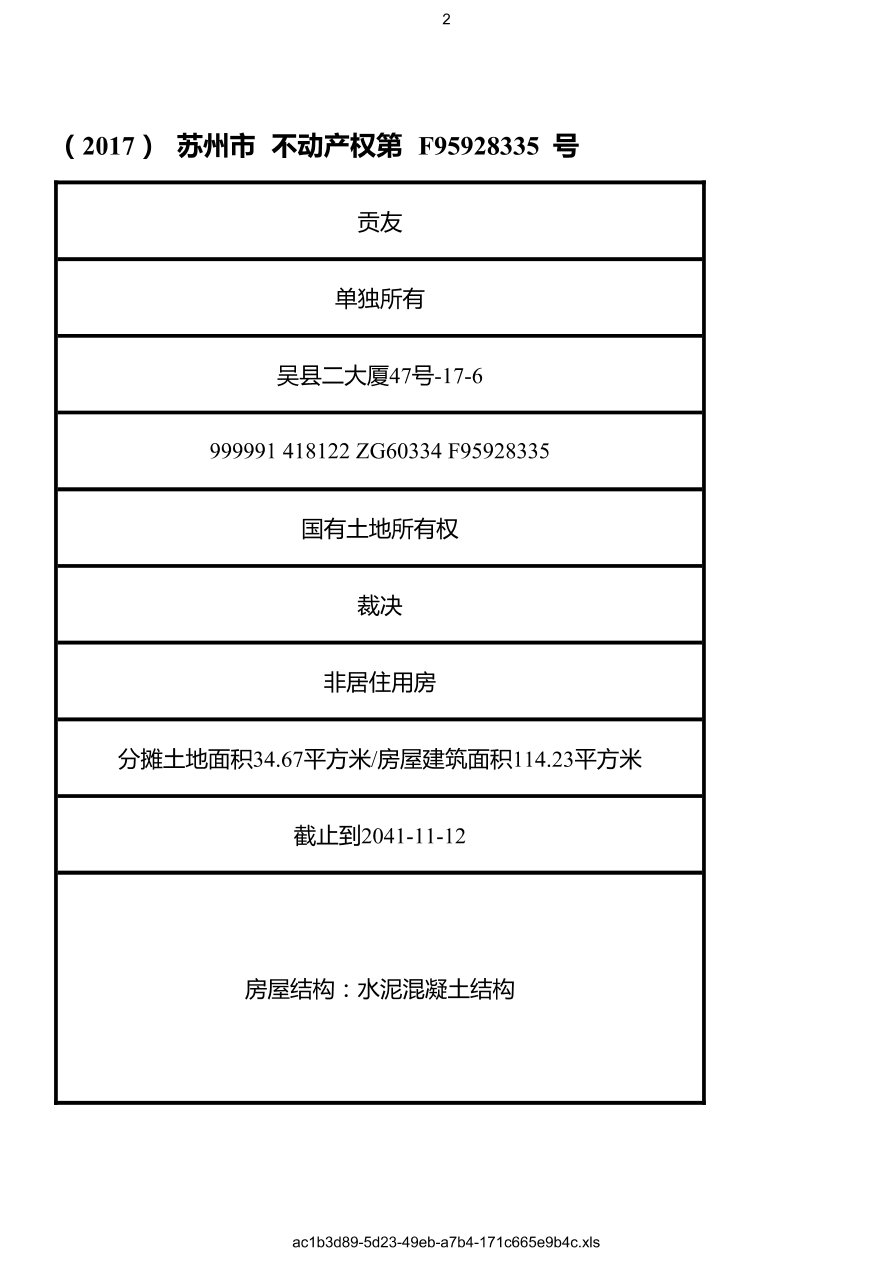 2
（2017） 苏州市 不动产权第 F95928335 号
贡友
单独所有
吴县二大厦47号-17-6
999991 418122 ZG60334 F95928335
国有土地所有权
裁决
非居住用房
分摊土地面积34.67平方米/房屋建筑面积114.23平方米
截止到2041-11-12
房屋结构：水泥混凝土结构
ac1b3d89-5d23-49eb-a7b4-171c665e9b4c.xls